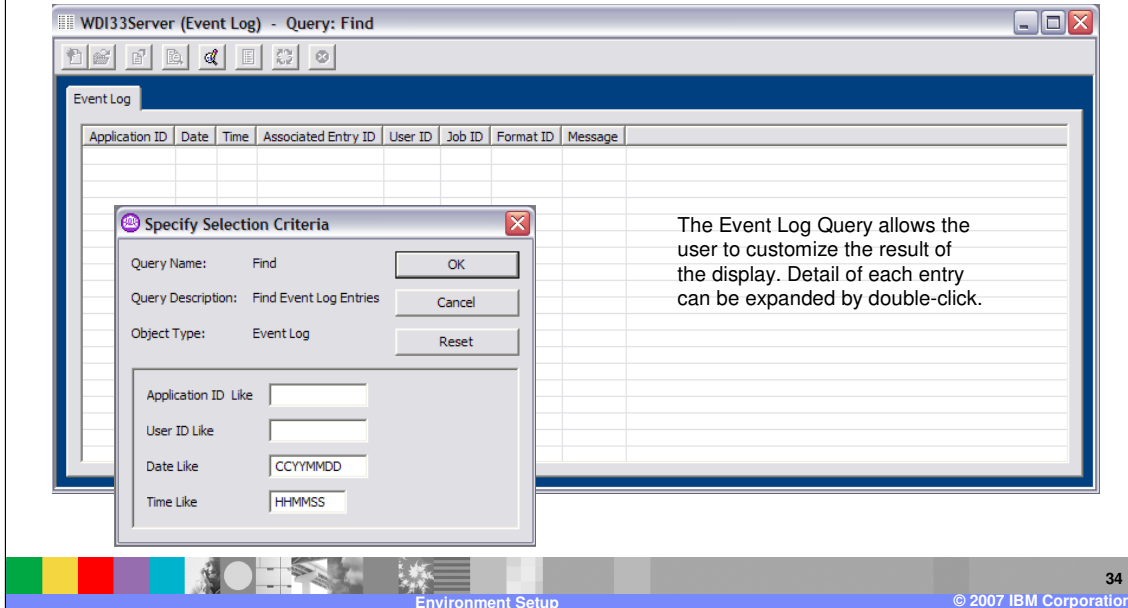 WDI33Server (Event Log) - Query: Find
Event Log
Application ID Date Time Associated Entry ID User ID Job ID Format ID Message
Specify Selection Criteria
Query Name: Find OK
Query Description: Find Event Log Entries Cancel
Object Type: Event Log Reset
Application ID Like
User ID Like
Date Like CCYYMMDD
Time Like HHMMSS
The Event Log Query allows the
user to customize the result of
the display. Detail of each entry
can be expanded by double-click.
34
Environment Setup © 2007 IBM Corporation